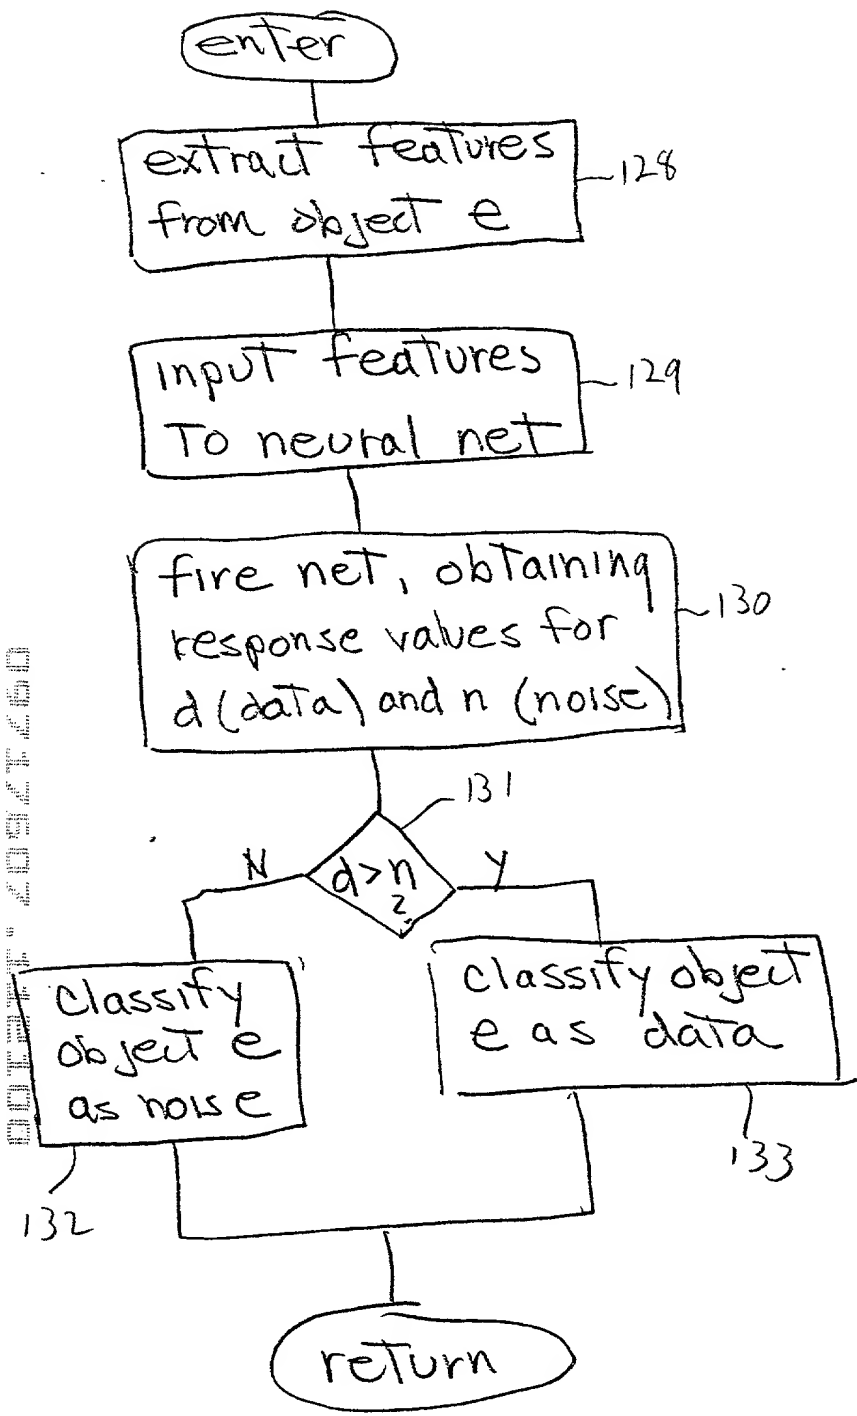 enter
extract features
from object e
128
input features
To neural net
129
fire net, obtaining
response values for
d (data) and n (noise)
130
131
N
d>n
?
Y
classify
object e
as noise
classify object
e as data
132
133
return